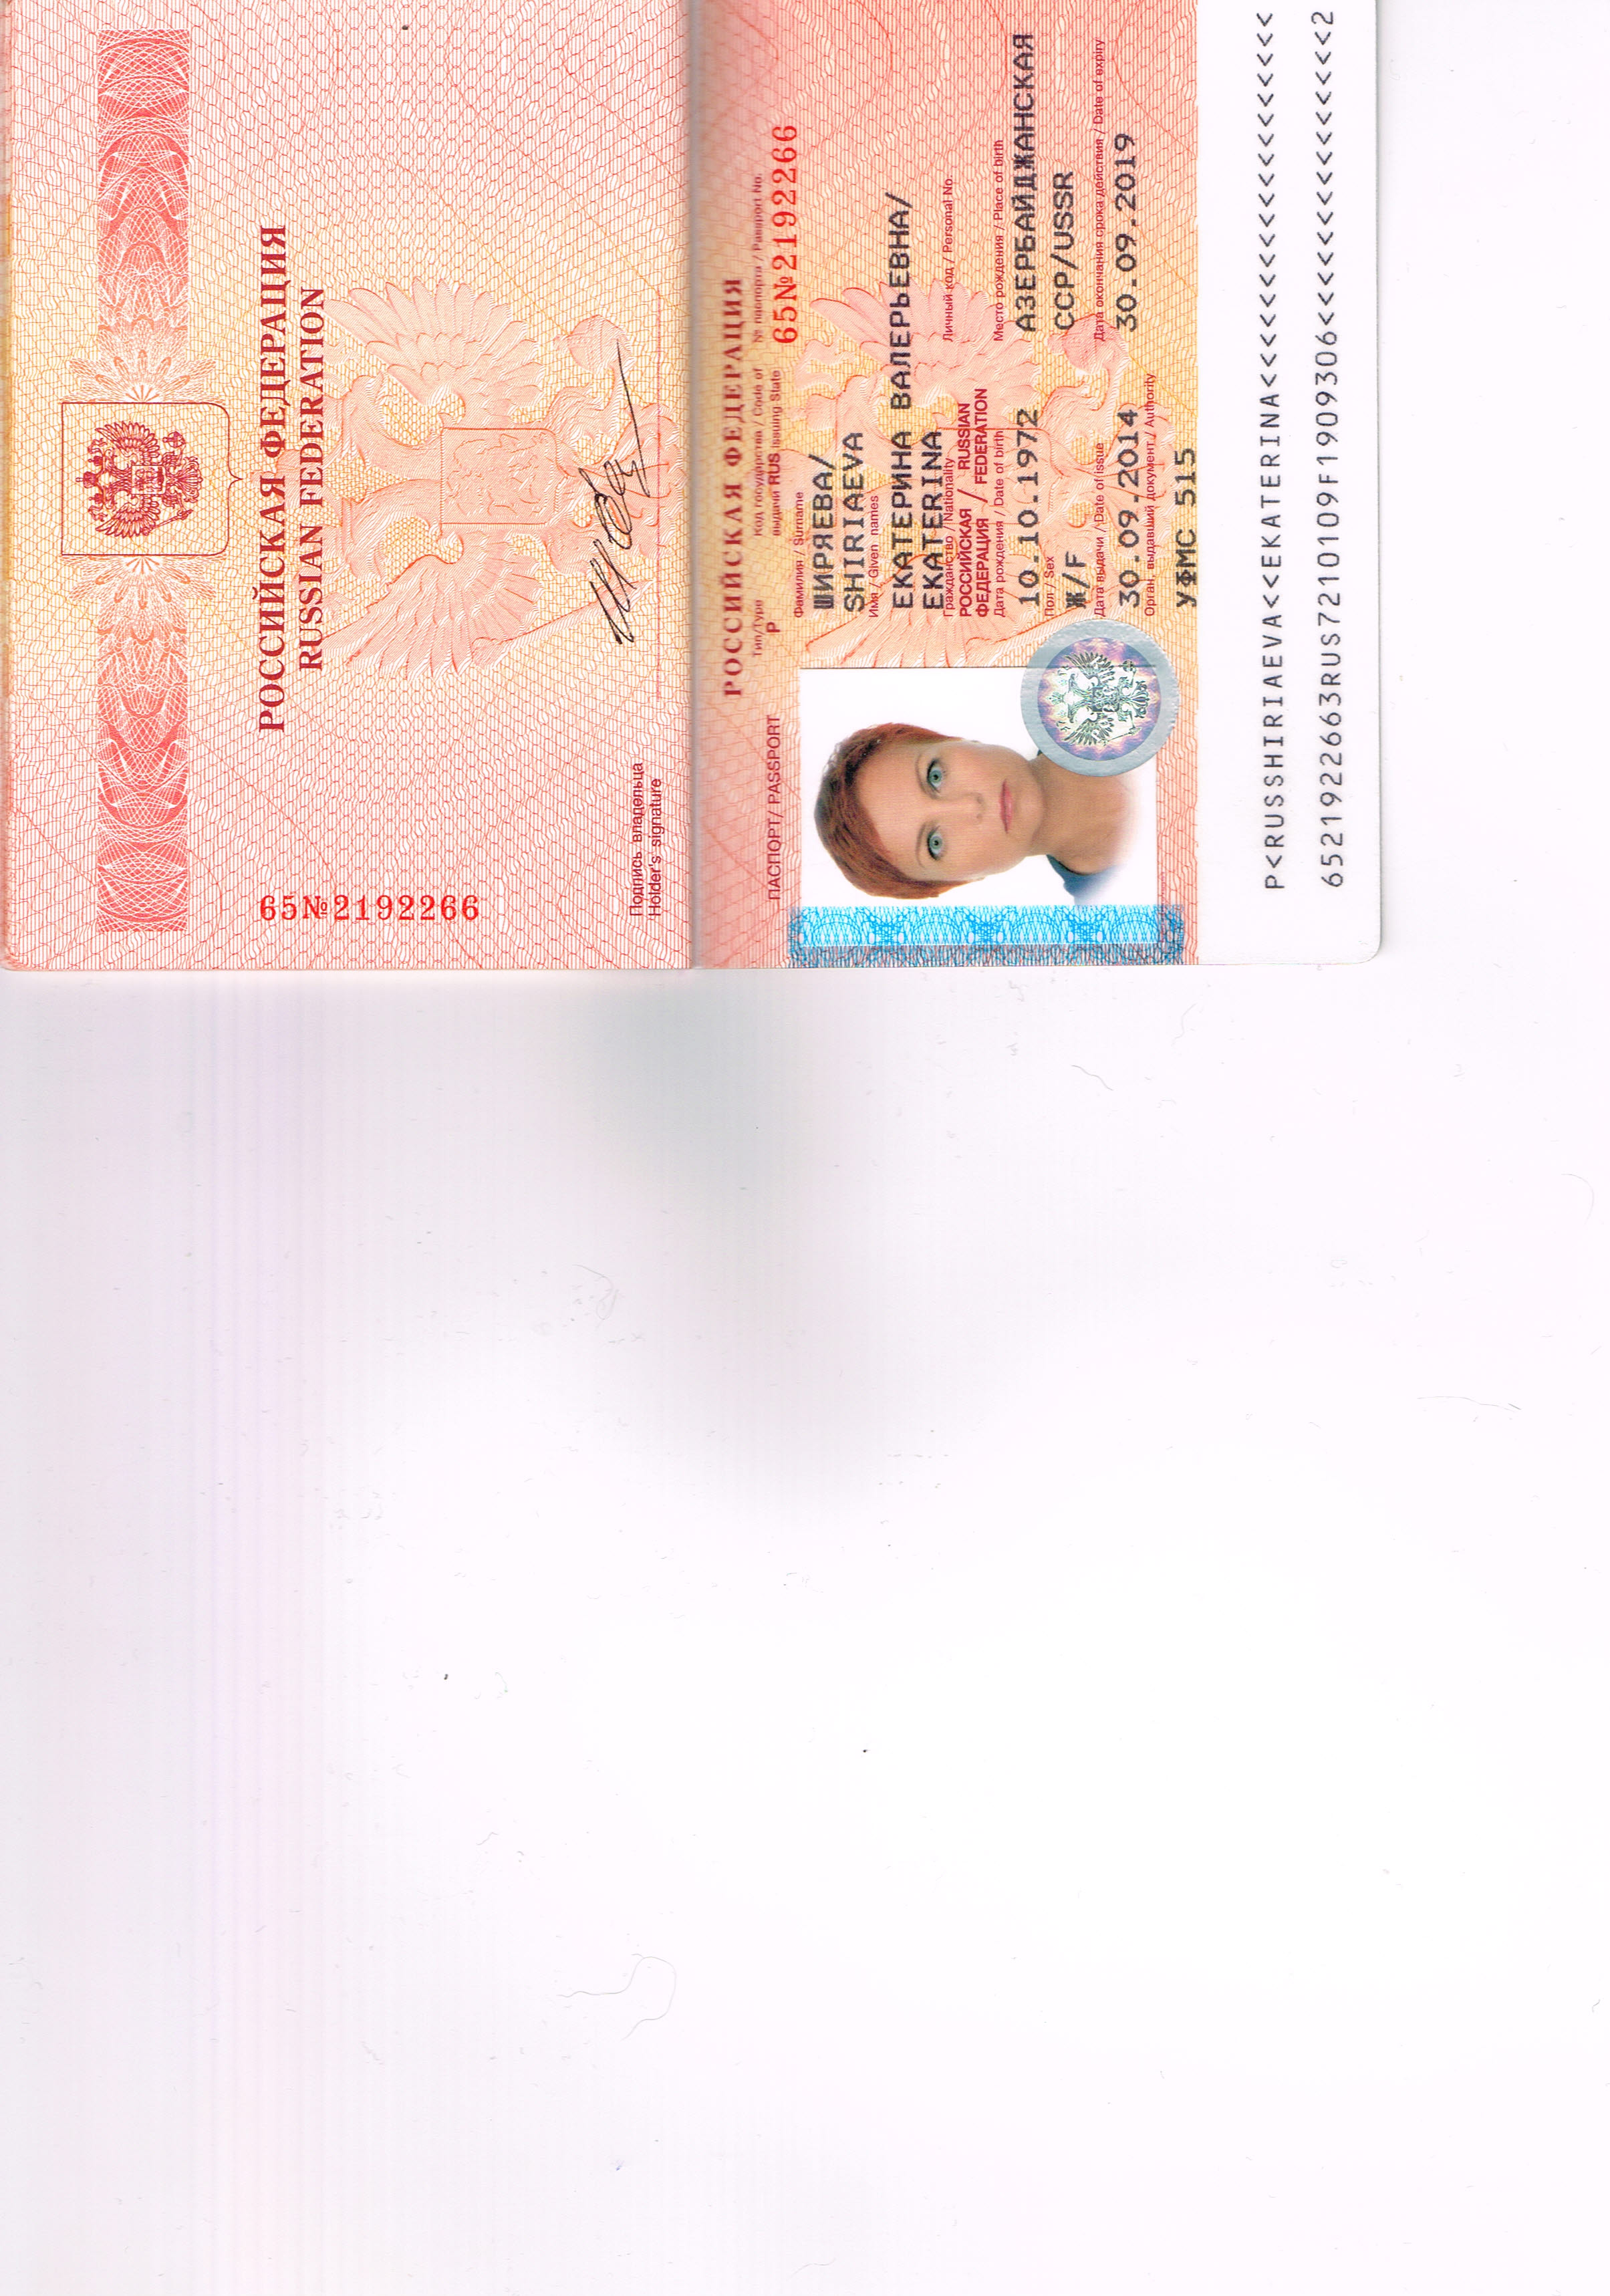 РОССИЙСКАЯ ФЕДЕРАЦИЯ
RUSSIAN FEDERATION
65№2192266
Подпись владельца
Holder's signature
РОССИЙСКАЯ ФЕДЕРАЦИЯ
ПАСПОРТ/ PASSPORT
Тип/Type
P
Код государства / Code of
выдачи RUS issuing State
№ паспорта / Passport No.
65№2192266
Фамилия / Surname
ШИРЯЕВА/
SHIRIAEVA
Имя / Given names
ЕКАТЕРИНА ВАЛЕРЬЕВНА/
EKATERINA
Гражданство / Nationality
Личный код / Personal No.
РОССИЙСКАЯ / RUSSIAN
ФЕДЕРАЦИЯ / FEDERATION
Дата рождения / Date of birth
Место рождения / Place of birth
10.10.1972
АЗЕРБАЙДЖАНСКАЯ
Пол / Sex
Ж/F
ССР/USSR
Дата выдачи / Date of issue
Дата окончания срока действия / Date of expiry
30.09.2014
30.09.2019
Орган, выдавший документ / Authority
УФМС 515
P<RUSSHIRIAEVA<<EKATERINA<<<<<<<<<<<<<<<<<<<
6521922663RUS7210109F1909306<<<<<<<<<<<<<<<2